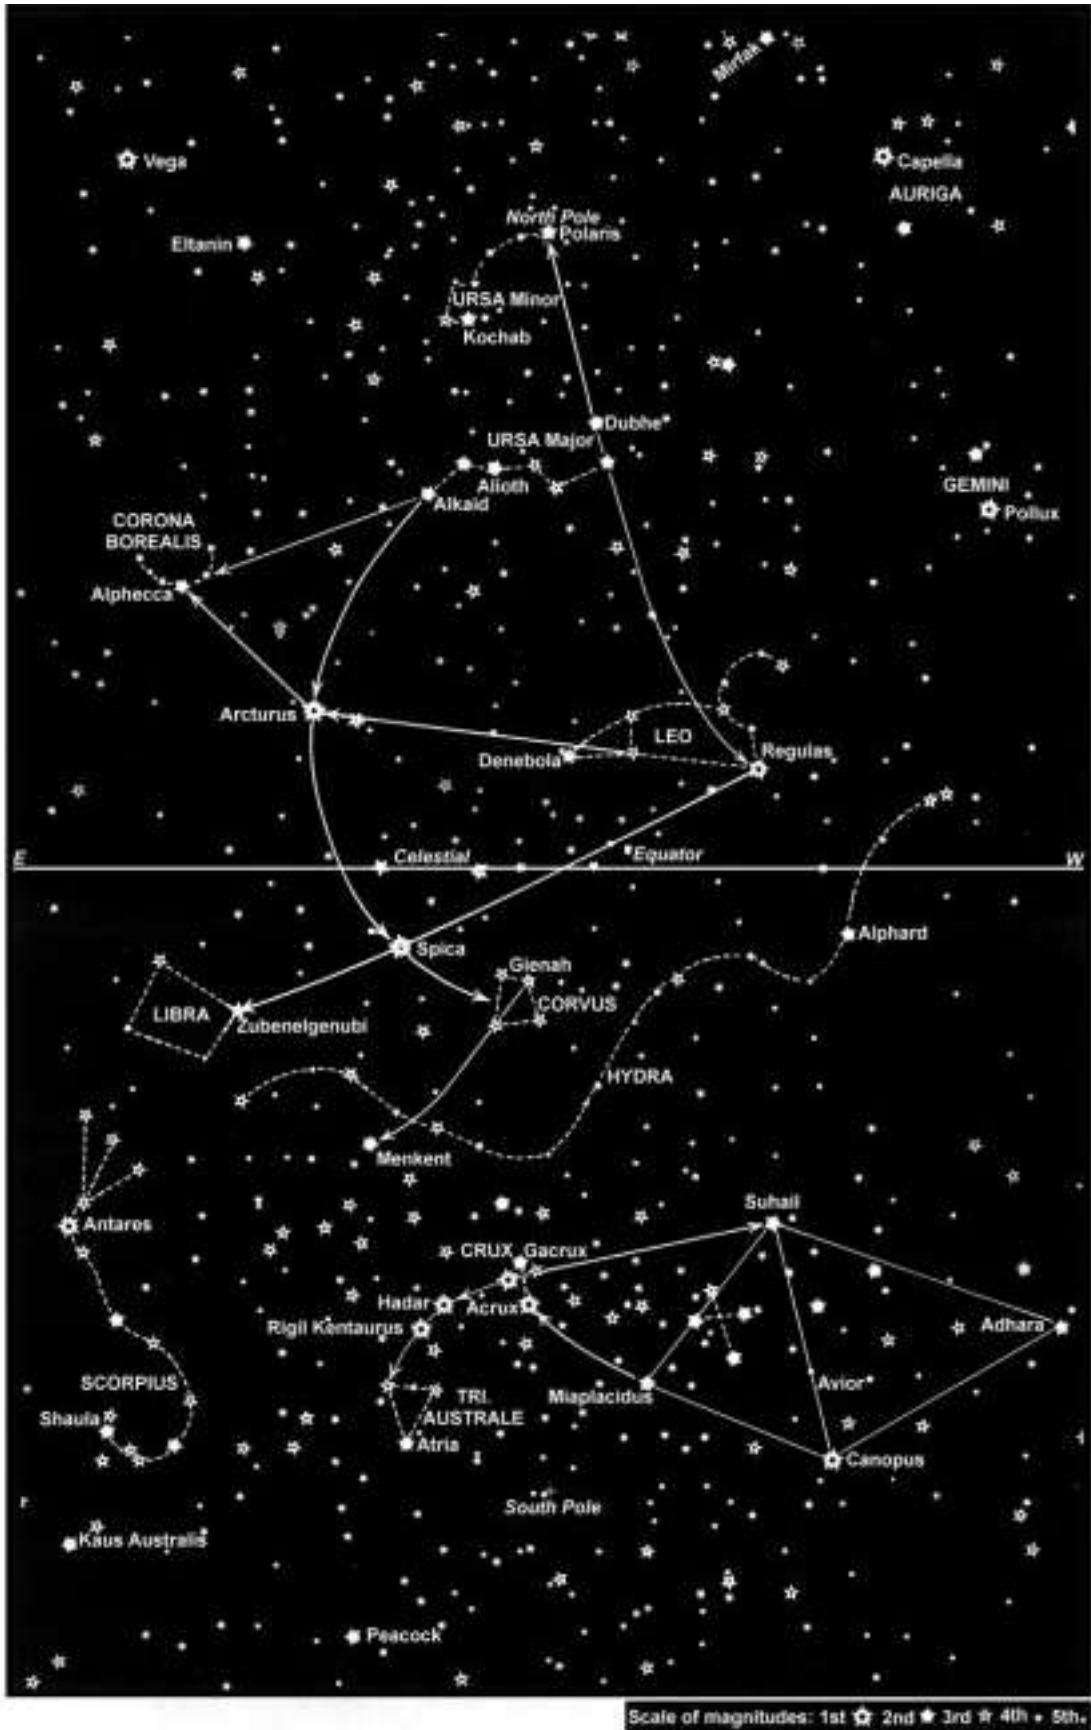 Mirfak
Vega
Capella
AURIGA
North Pole
Polaris
Eltanin
URSA Minor
Kochab
Dubhe
URSA Major
Alioth
Alkaid
GEMINI
Pollux
CORONA
BOREALIS
Alphecca
Arcturus
LEO
Denebola
Regulas
E
Celestial
Equator
W
Spica
Alphard
Gienah
CORVUS
LIBRA
Zubenelgenubi
HYDRA
Menkent
Antares
Suhail
CRUX
Gacrux
Hadar
Acrux
Rigil Kentaurus
Adhara
SCORPIUS
Shaula
TRI.
AUSTRALE
Atria
Miaplacidus
Avior
Canopus
South Pole
Kaus Australis
Peacock
Scale of magnitudes: 1st 2nd 3rd 4th 5th.